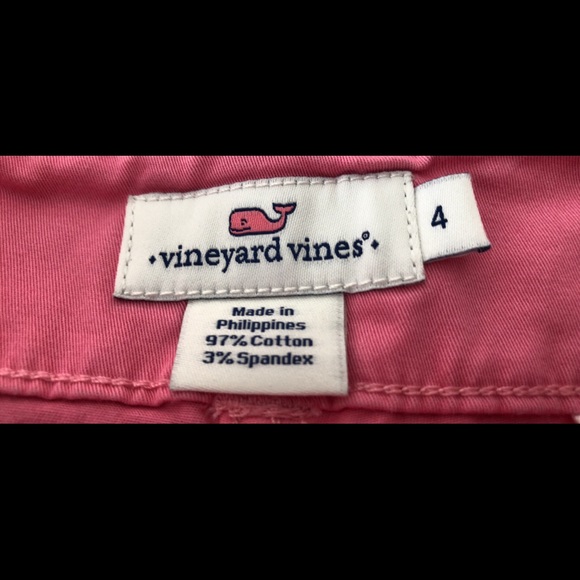 •vineyard vines®•
4
Made in
Philippines
97% Cotton
3% Spandex